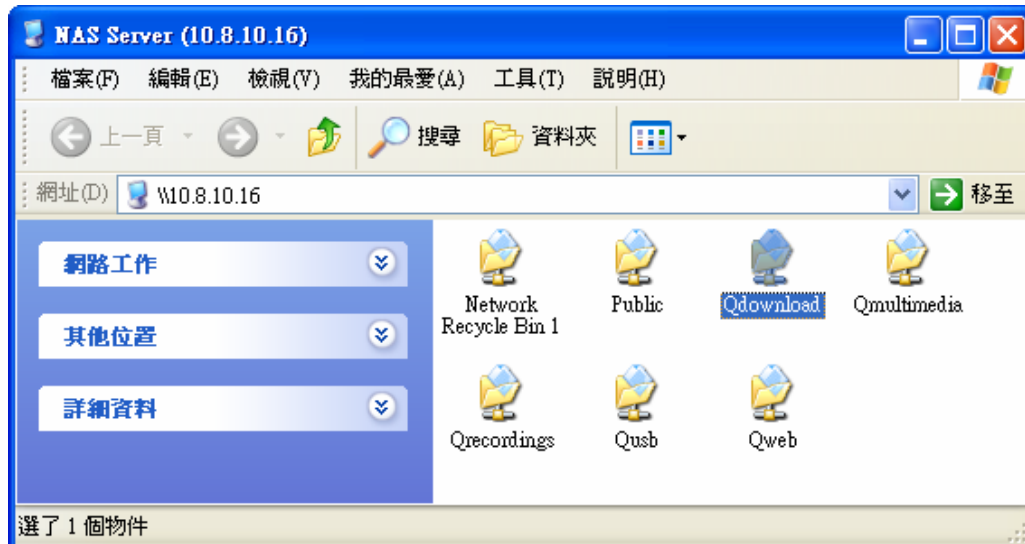 NAS Server (10.8.10.16)
檔案(F) 編輯(E) 檢視(V) 我的最愛(A) 工具(T) 說明(H)
上一頁 搜尋 資料夾
網址(D) \\10.8.10.16 移至
網路工作
其他位置
詳細資料
Network
Recycle Bin 1
Public
Qdownload
Qmultimedia
Qrecordings
Qusb
Qweb
選了 1 個物件